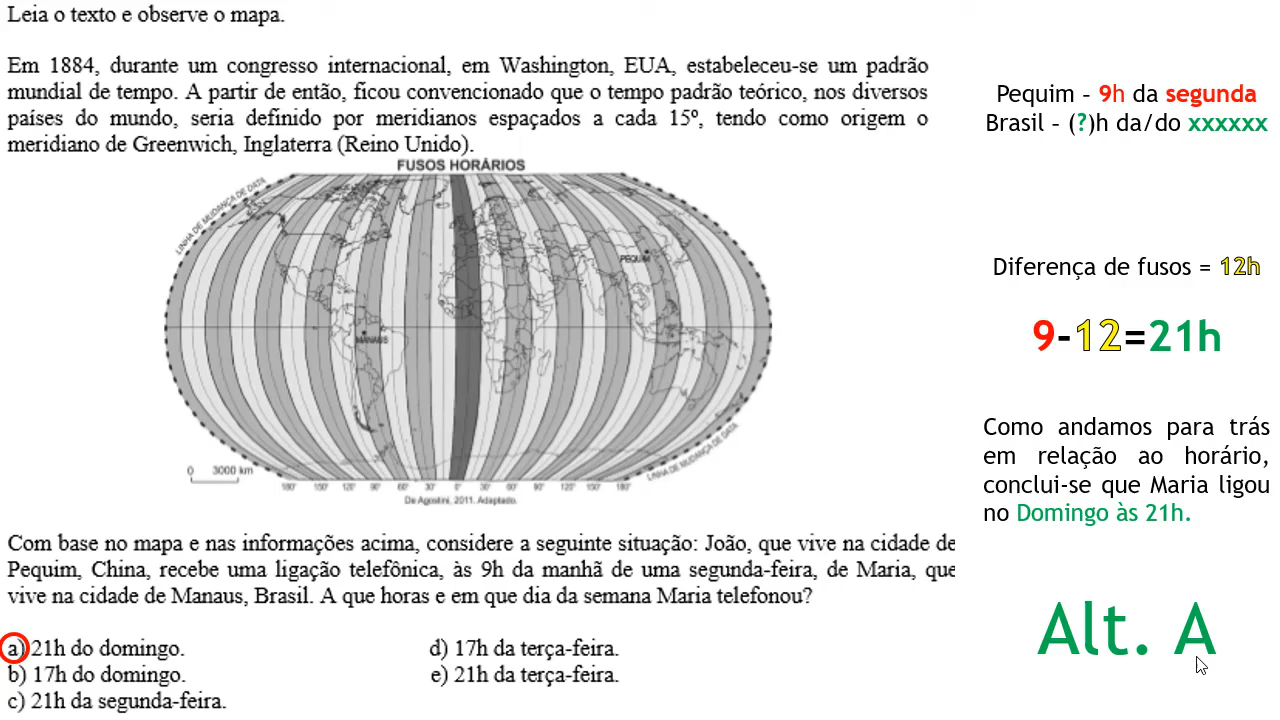 Leia o texto e observe o mapa.
Em 1884, durante um congresso internacional, em Washington, EUA, estabeleceu-se um padrão
mundial de tempo. A partir de então, ficou convencionado que o tempo padrão teórico, nos diversos
países do mundo, seria definido por meridianos espaçados a cada 15º, tendo como origem o
meridiano de Greenwich, Inglaterra (Reino Unido).
FUSOS HORÁRIOS
LINHA DE MUDANÇA DE DATA
PEQUIM
MANAUS
LINHA DE MUDANÇA DE DATA
0 3000 km
180° 150° 120° 90° 60° 30° 0° 30° 60° 90° 120° 150° 180°
De Agostini, 2011. Adaptado.
Com base no mapa e nas informações acima, considere a seguinte situação: João, que vive na cidade de
Pequim, China, recebe uma ligação telefônica, às 9h da manhã de uma segunda-feira, de Maria, que
vive na cidade de Manaus, Brasil. A que horas e em que dia da semana Maria telefonou?
a) 21h do domingo.
b) 17h do domingo.
c) 21h da segunda-feira.
d) 17h da terça-feira.
e) 21h da terça-feira.
Pequim – 9h da segunda
Brasil – (?)h da/do xxxxxx
Diferença de fusos = 12h
9-12=21h
Como andamos para trás
em relação ao horário,
conclui-se que Maria ligou
no Domingo às 21h.
Alt. A